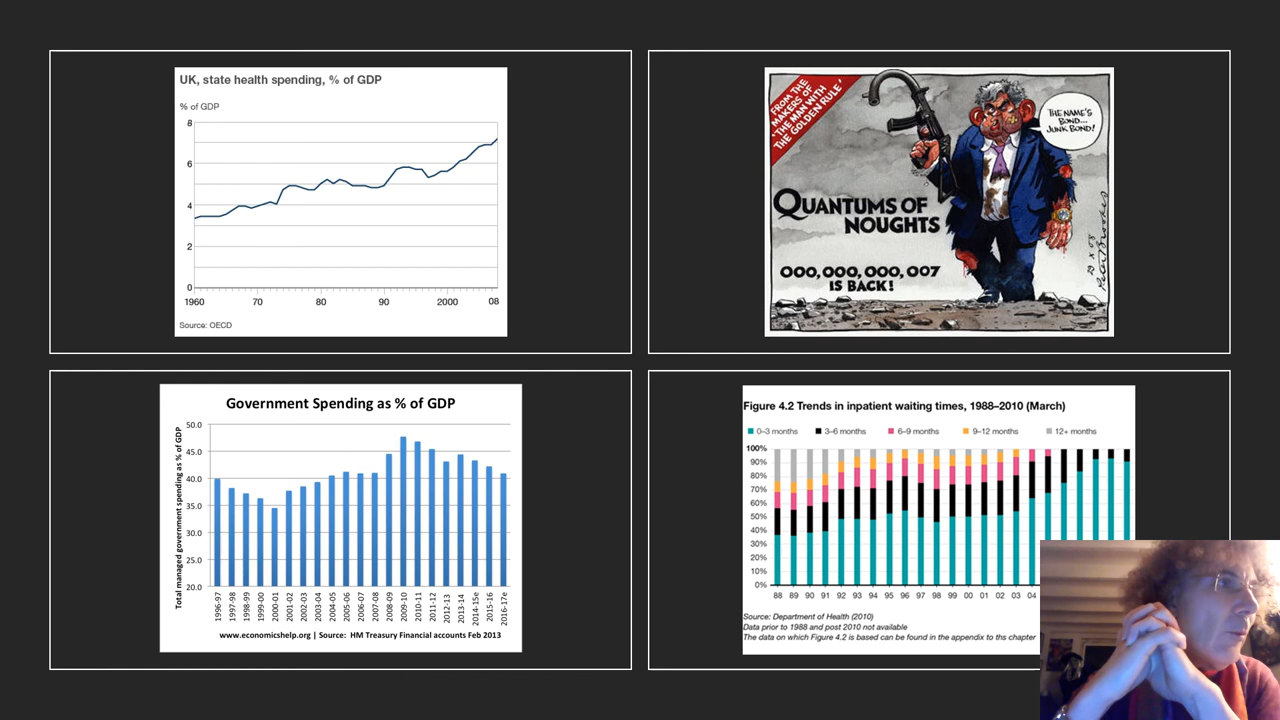 UK, state health spending, % of GDP
% of GDP
8
6
4
2
0
1960 70 80 90 2000 08
Source: OECD
FROM THE
MAKERS OF
'THE MAN WITH
THE GOLDEN RULE'
THE NAME'S
BOND...
JUNK BOND!
QUANTUMS OF
NOUGHTS
000,000,000,007
IS BACK!
29 X 08
Peter Brookes
Government Spending as % of GDP
Total managed government spending as % of GDP
50.0
45.0
40.0
35.0
30.0
25.0
20.0
1996-97 1997-98 1998-99 1999-00 2000-01 2001-02 2002-03 2003-04 2004-05 2005-06 2006-07 2007-08 2008-09 2009-10 2010-11 2011-12 2012-13 2013-14 2014-15e 2015-16 2016-17e
www.economicshelp.org | Source: HM Treasury Financial accounts Feb 2013
Figure 4.2 Trends in inpatient waiting times, 1988–2010 (March)
0–3 months 3–6 months 6–9 months 9–12 months 12+ months
100%
90%
80%
70%
60%
50%
40%
30%
20%
10%
0%
88 89 90 91 92 93 94 95 96 97 98 99 00 01 02 03 04
Source: Department of Health (2010)
Data prior to 1988 and post 2010 not available
The data on which Figure 4.2 is based can be found in the appendix to ths chapter